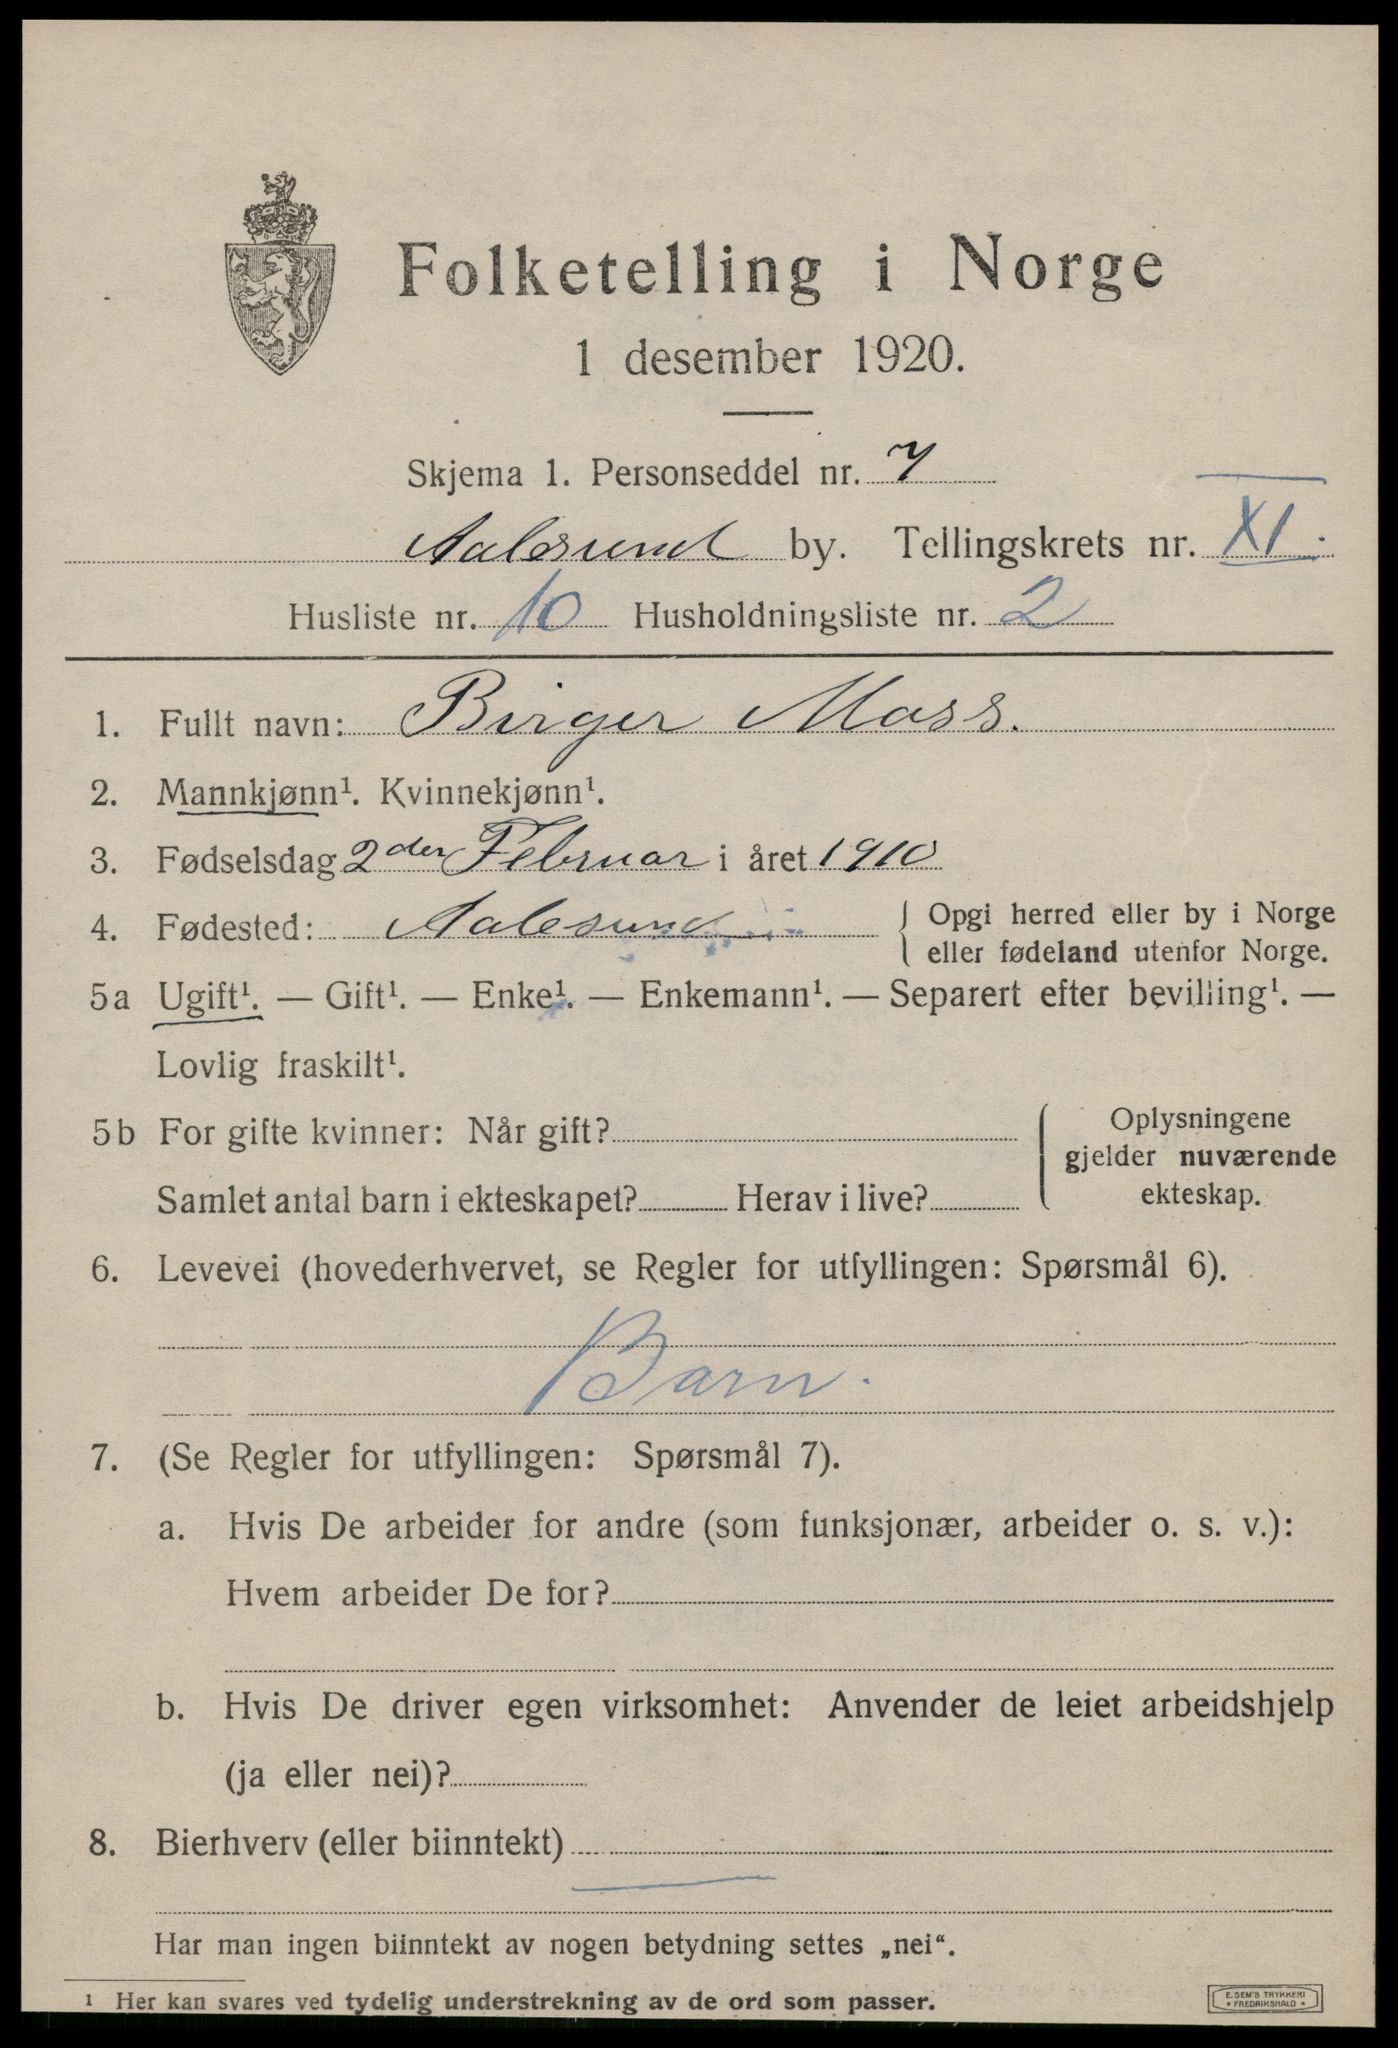 Folketelling i Norge
1 desember 1920.
Skjema 1. Personseddel nr. 7
Aalesund by. Tellingskrets nr. XI.
Husliste nr. 10 Husholdningsliste nr. 2
1. Fullt navn: Birger Moss.
2. Mannkjønn¹. Kvinnekjønn¹.
3. Fødselsdag 2den Februar i året 1910
4. Fødested: Aalesund { Opgi herred eller by i Norge
eller fødeland utenfor Norge.
5a Ugift¹. — Gift¹. — Enke¹. — Enkemann¹. — Separert efter bevilling¹. —
Lovlig fraskilt¹.
5b For gifte kvinner: Når gift?
Samlet antal barn i ekteskapet? Herav i live?
{ Oplysningene
gjelder nuværende
ekteskap.
6. Levevei (hovederhvervet, se Regler for utfyllingen: Spørsmål 6).
Barn.
7. (Se Regler for utfyllingen: Spørsmål 7).
a. Hvis De arbeider for andre (som funksjonær, arbeider o. s. v.):
Hvem arbeider De for?
b. Hvis De driver egen virksomhet: Anvender de leiet arbeidshjelp
(ja eller nei)?
8. Bierhverv (eller biinntekt)
Har man ingen biinntekt av nogen betydning settes „nei“.
¹ Her kan svares ved tydelig understrekning av de ord som passer.
E. SEM'S TRYKKERI
• FREDRIKSHALD •